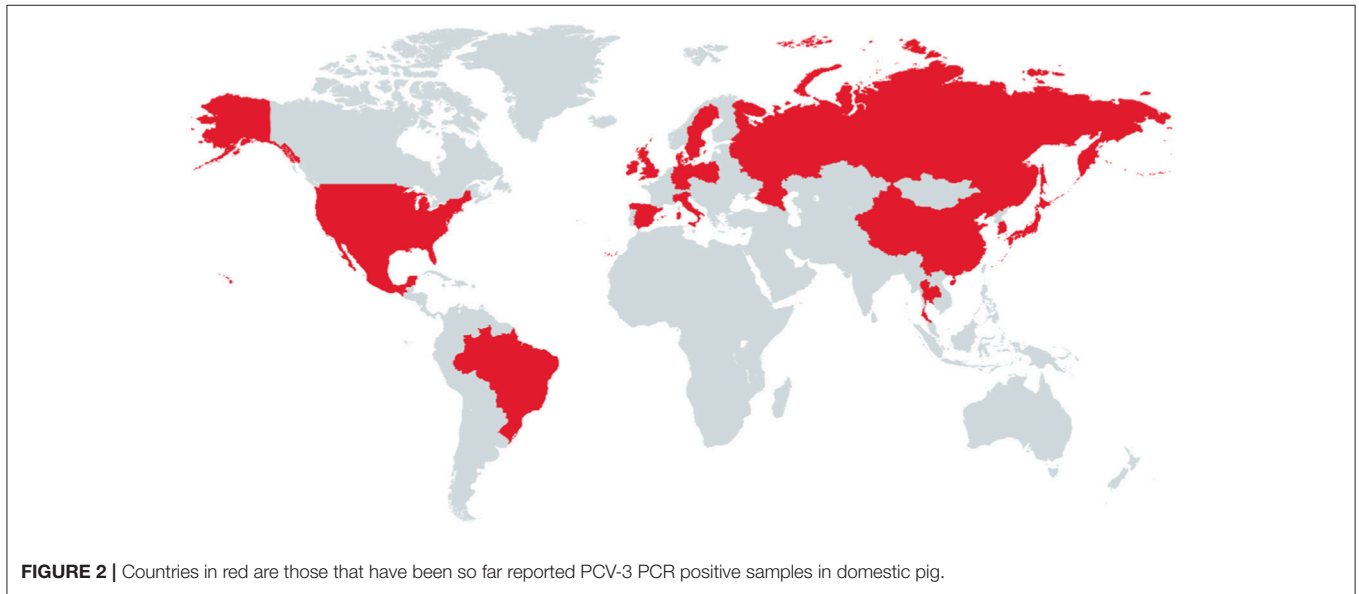 FIGURE 2 | Countries in red are those that have been so far reported PCV-3 PCR positive samples in domestic pig.